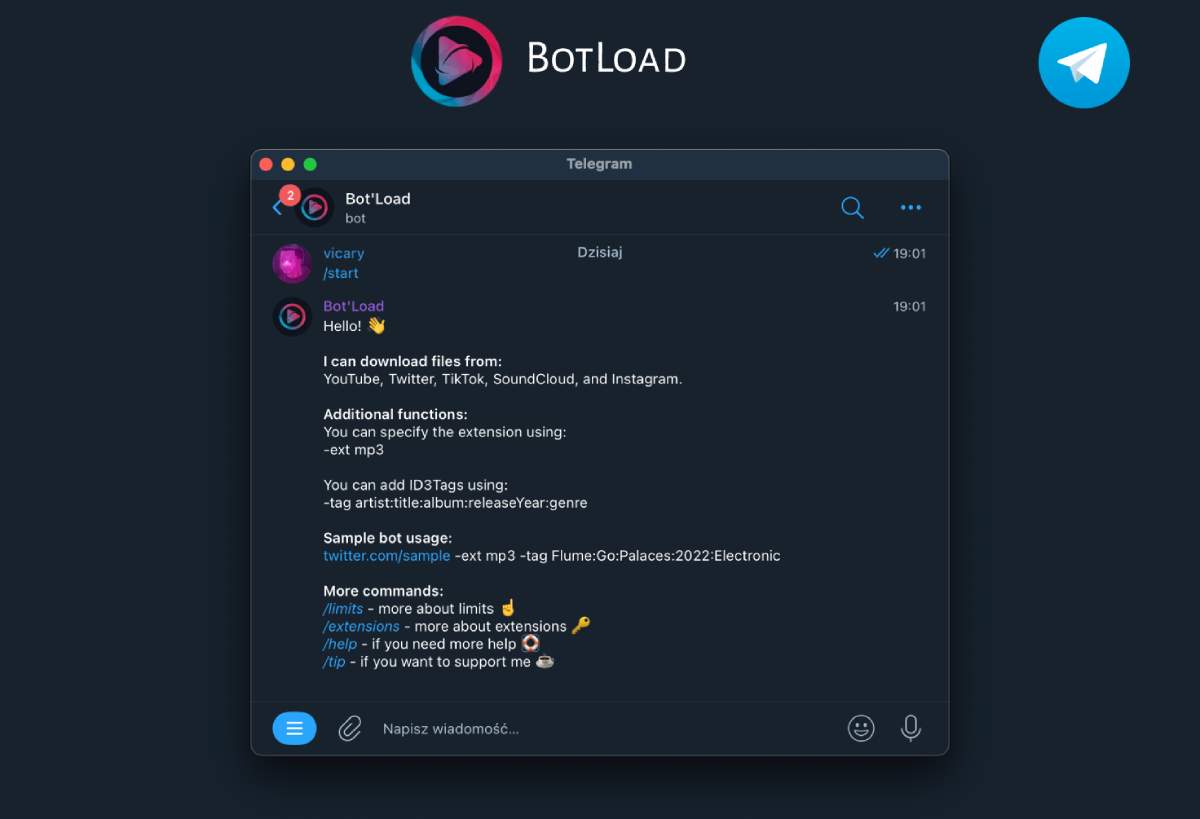 BOTLOAD
Telegram
2
Bot'Load
bot
vicary
Dzisiaj
19:01
/start
Bot'Load
19:01
Hello! 👋
I can download files from:
YouTube, Twitter, TikTok, SoundCloud, and Instagram.
Additional functions:
You can specify the extension using:
-ext mp3
You can add ID3Tags using:
-tag artist:title:album:releaseYear:genre
Sample bot usage:
twitter.com/sample -ext mp3 -tag Flume:Go:Palaces:2022:Electronic
More commands:
/limits - more about limits ☝️
/extensions - more about extensions 🔑
/help - if you need more help 🛟
/tip - if you want to support me ☕
Napisz wiadomość...